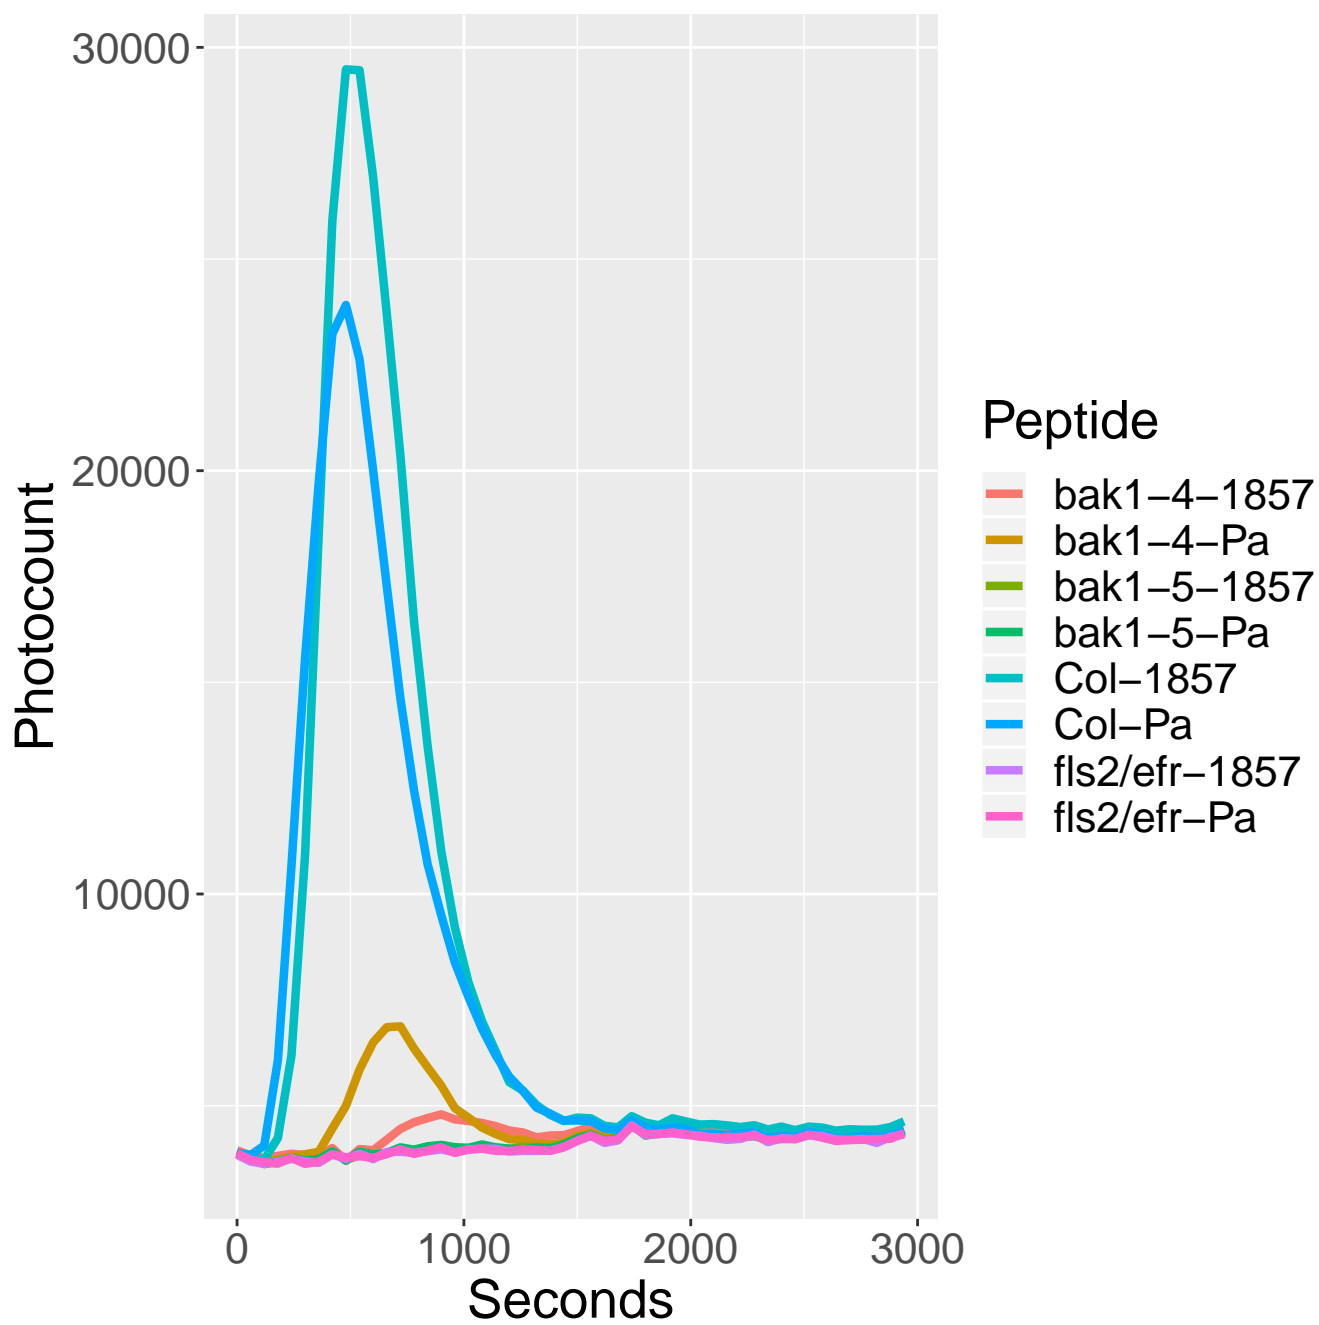 30000
20000
10000
Photocount
0 1000 2000 3000
Seconds
Peptide
bak1−4−1857
bak1−4−Pa
bak1−5−1857
bak1−5−Pa
Col−1857
Col−Pa
fls2/efr−1857
fls2/efr−Pa